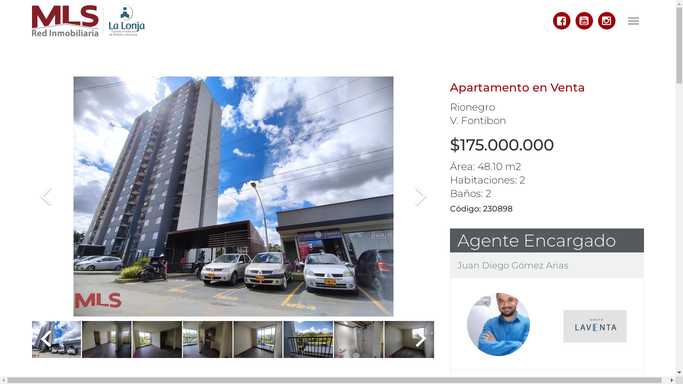 MLS
Red Inmobiliaria
La Lonja
Apartamento en Venta
Rionegro
V. Fontibon
$175.000.000
Área: 48.10 m2
Habitaciones: 2
Baños: 2
Código: 230898
Agente Encargado
Juan Diego Gómez Arias
MLS
LAVENTA